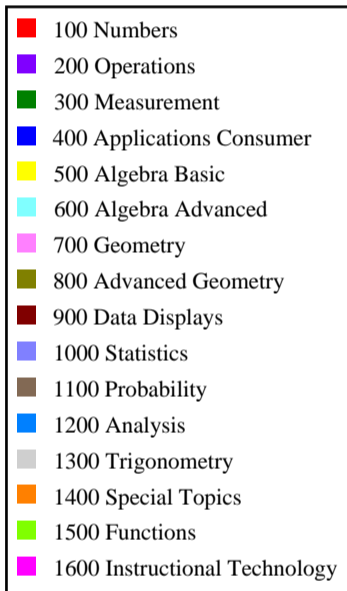 100 Numbers
200 Operations
300 Measurement
400 Applications Consumer
500 Algebra Basic
600 Algebra Advanced
700 Geometry
800 Advanced Geometry
900 Data Displays
1000 Statistics
1100 Probability
1200 Analysis
1300 Trigonometry
1400 Special Topics
1500 Functions
1600 Instructional Technology